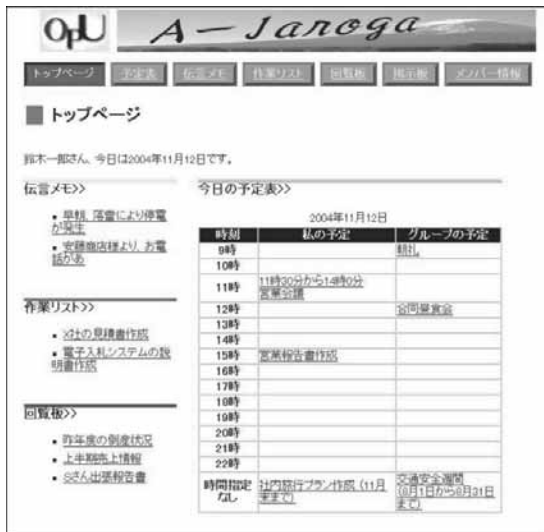 OpU
A-Janoga
トップページ
予定表
伝言メモ
作業リスト
回覧板
掲示板
メンバー情報
トップページ
鈴木一郎さん、今日は2004年11月12日です。
伝言メモ>>
早朝、落雷により停電
が発生
安藤商店様より、お電
話があ
作業リスト>>
X社の見積書作成
電子入札システムの説
明書作成
回覧板>>
昨年度の倒産状況
上半期売上情報
Sさん出張報告書
今日の予定表>>
2004年11月12日
時刻 私の予定 グループの予定
9時 朝礼
10時
11時 11時30分から14時0分
営業会議
12時 合同昼食会
13時
14時
15時 営業報告書作成
16時
17時
18時
19時
20時
21時
22時
時間指定
なし
社内旅行プラン作成（11月
末まで）
交通安全週間
(8月1日から8月31日
まで)